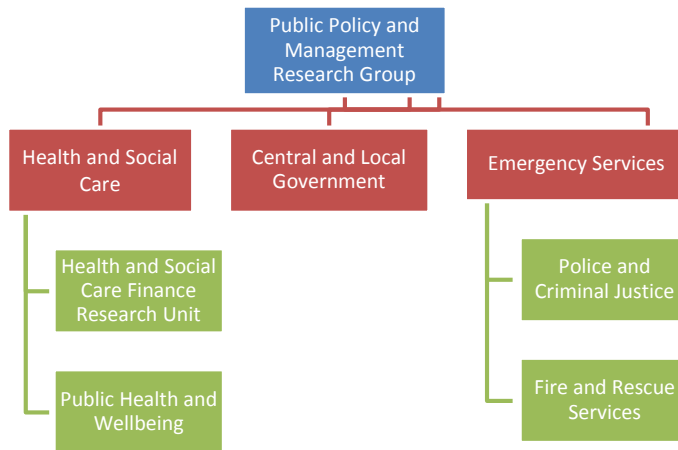 Public Policy and
Management
Research Group
Health and Social
Care
Central and Local
Government
Emergency Services
Health and Social
Care Finance
Research Unit
Police and
Criminal Justice
Public Health and
Wellbeing
Fire and Rescue
Services